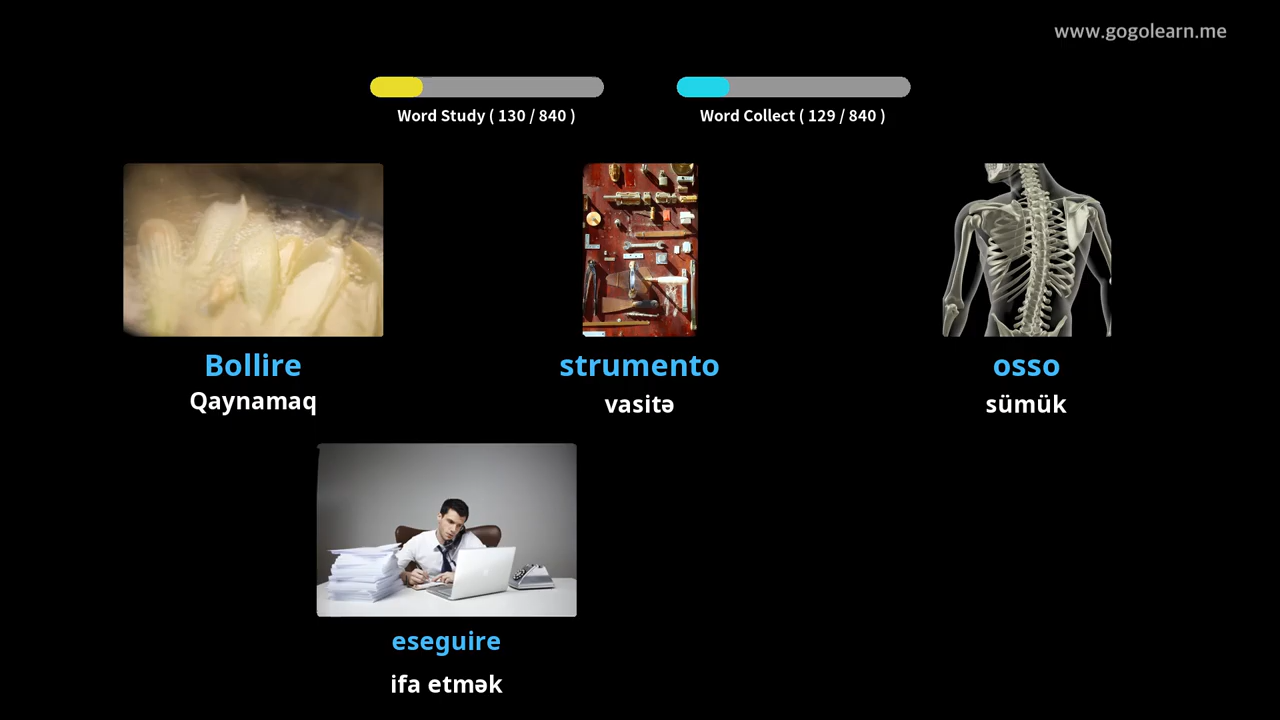 www.gogolearn.me
Word Study ( 130 / 840 )
Word Collect ( 129 / 840 )
Bollire
Qaynamaq
strumento
vasitə
osso
sümük
eseguire
ifa etmək